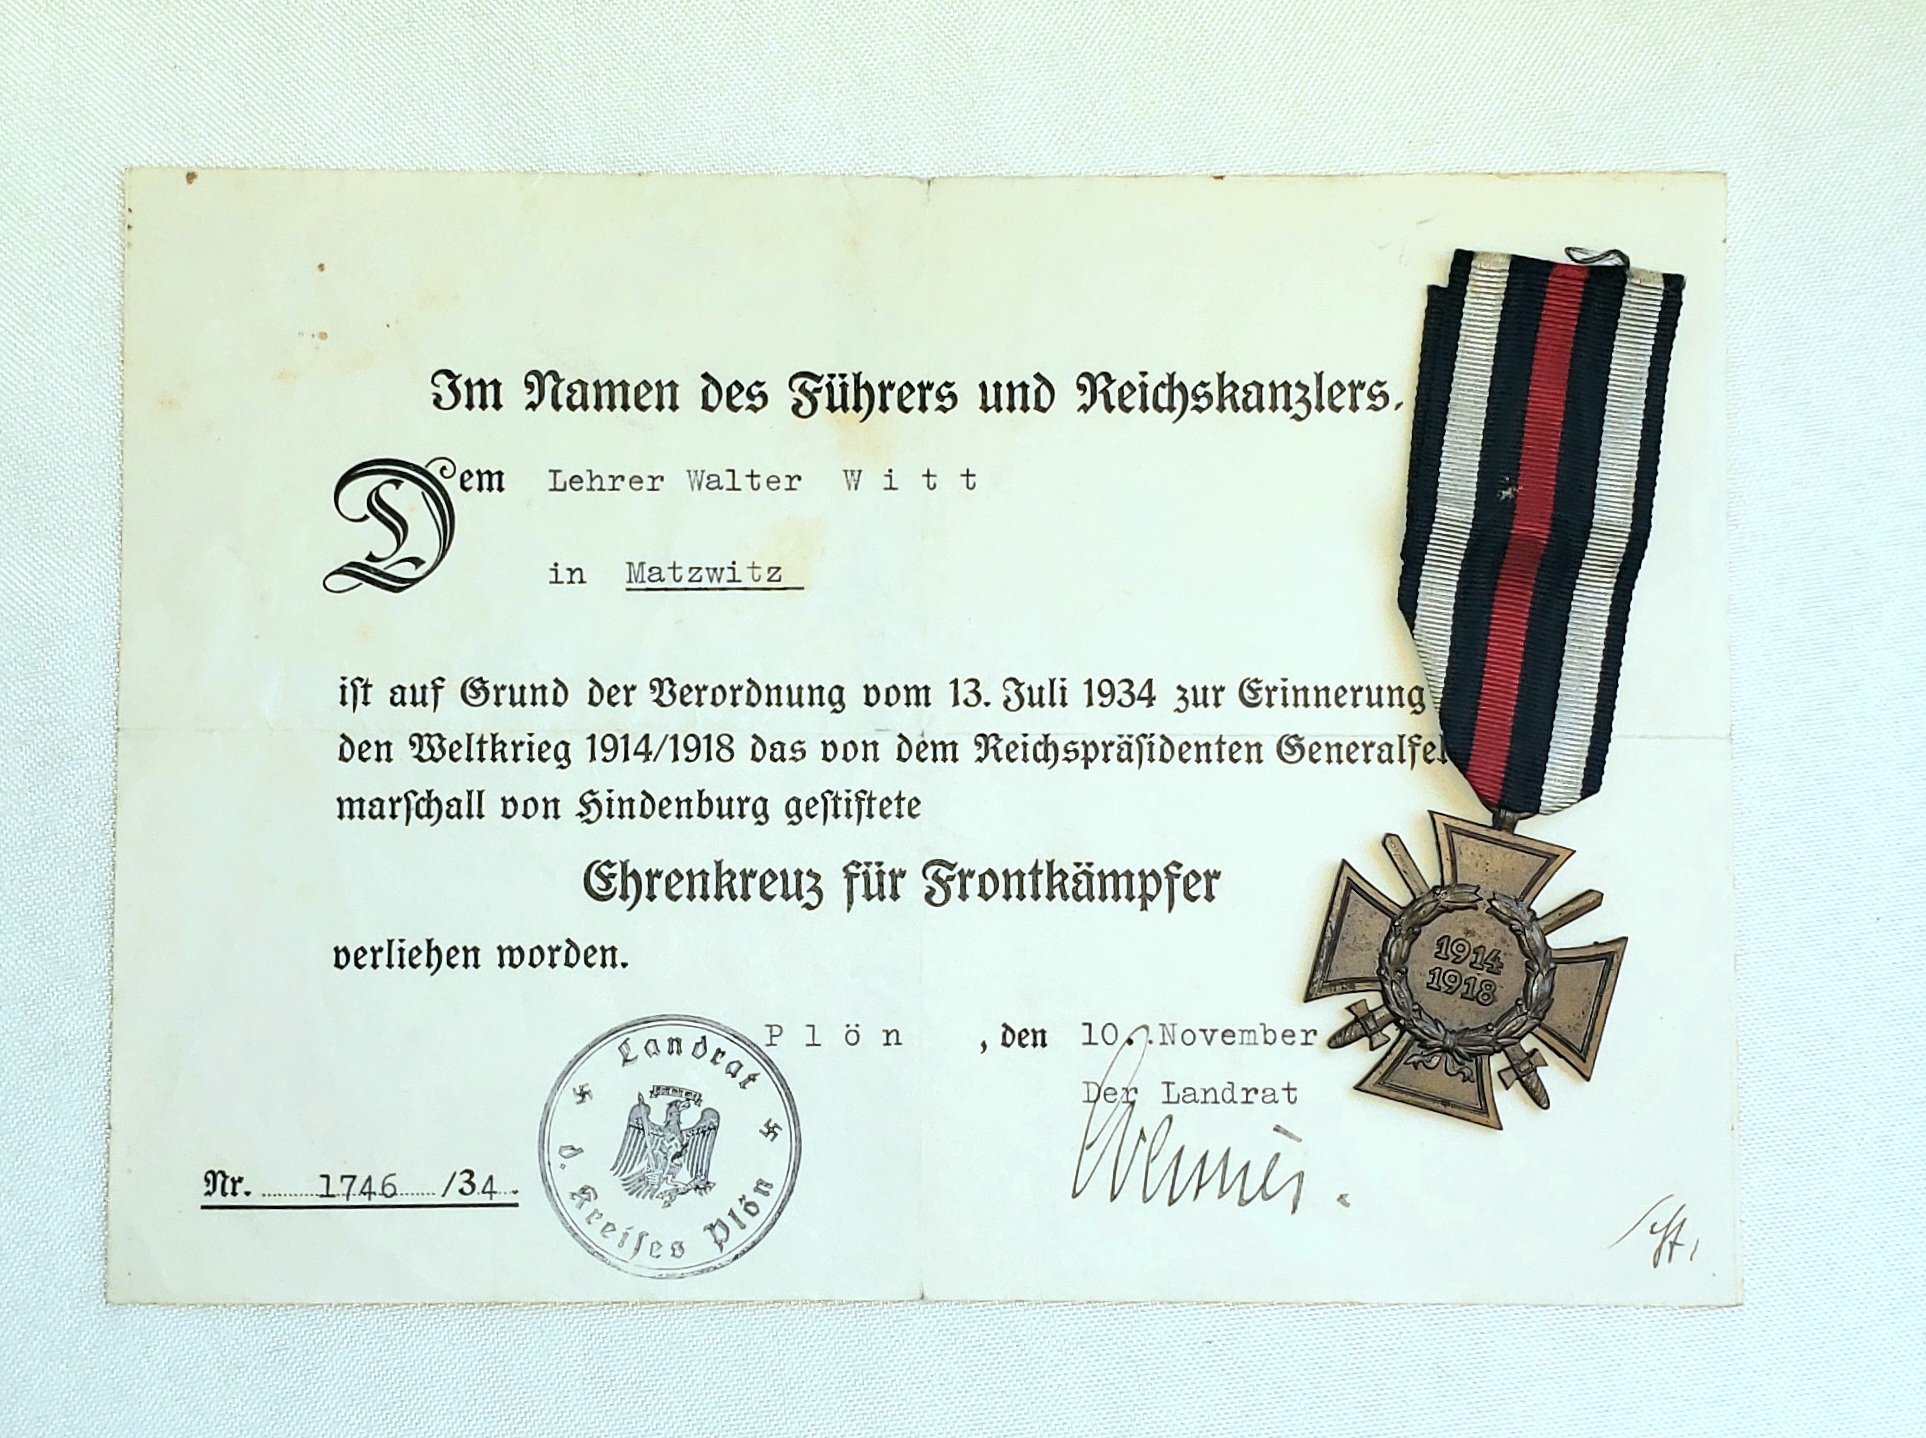 Im Namen des Führers und Reichskanzlers.
Dem Lehrer Walter Witt
in Matzwitz
ist auf Grund der Verordnung vom 13. Juli 1934 zur Erinnerung
den Weltkrieg 1914/1918 das von dem Reichspräsidenten Generalfel
marschall von Hindenburg gestiftete
Ehrenkreuz für Frontkämpfer
verliehen worden.
Plön, den 10. November
Der Landrat
Nr. 1746 /34.
Landrat
d. Kreises Plön
1914
1918